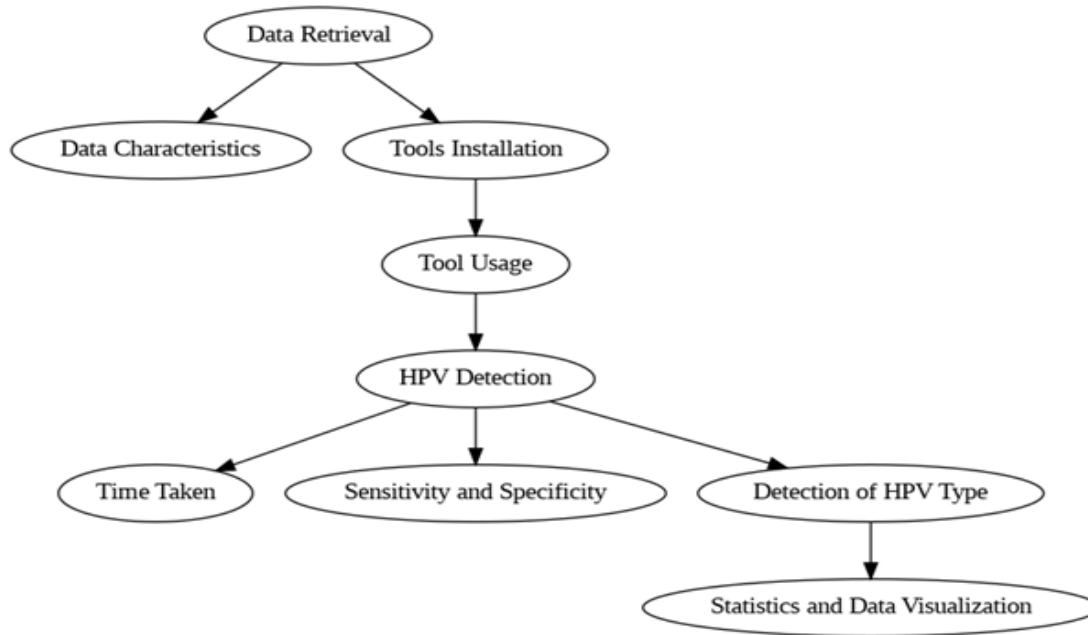 Data Retrieval
Data Characteristics
Tools Installation
Tool Usage
HPV Detection
Time Taken
Sensitivity and Specificity
Detection of HPV Type
Statistics and Data Visualization